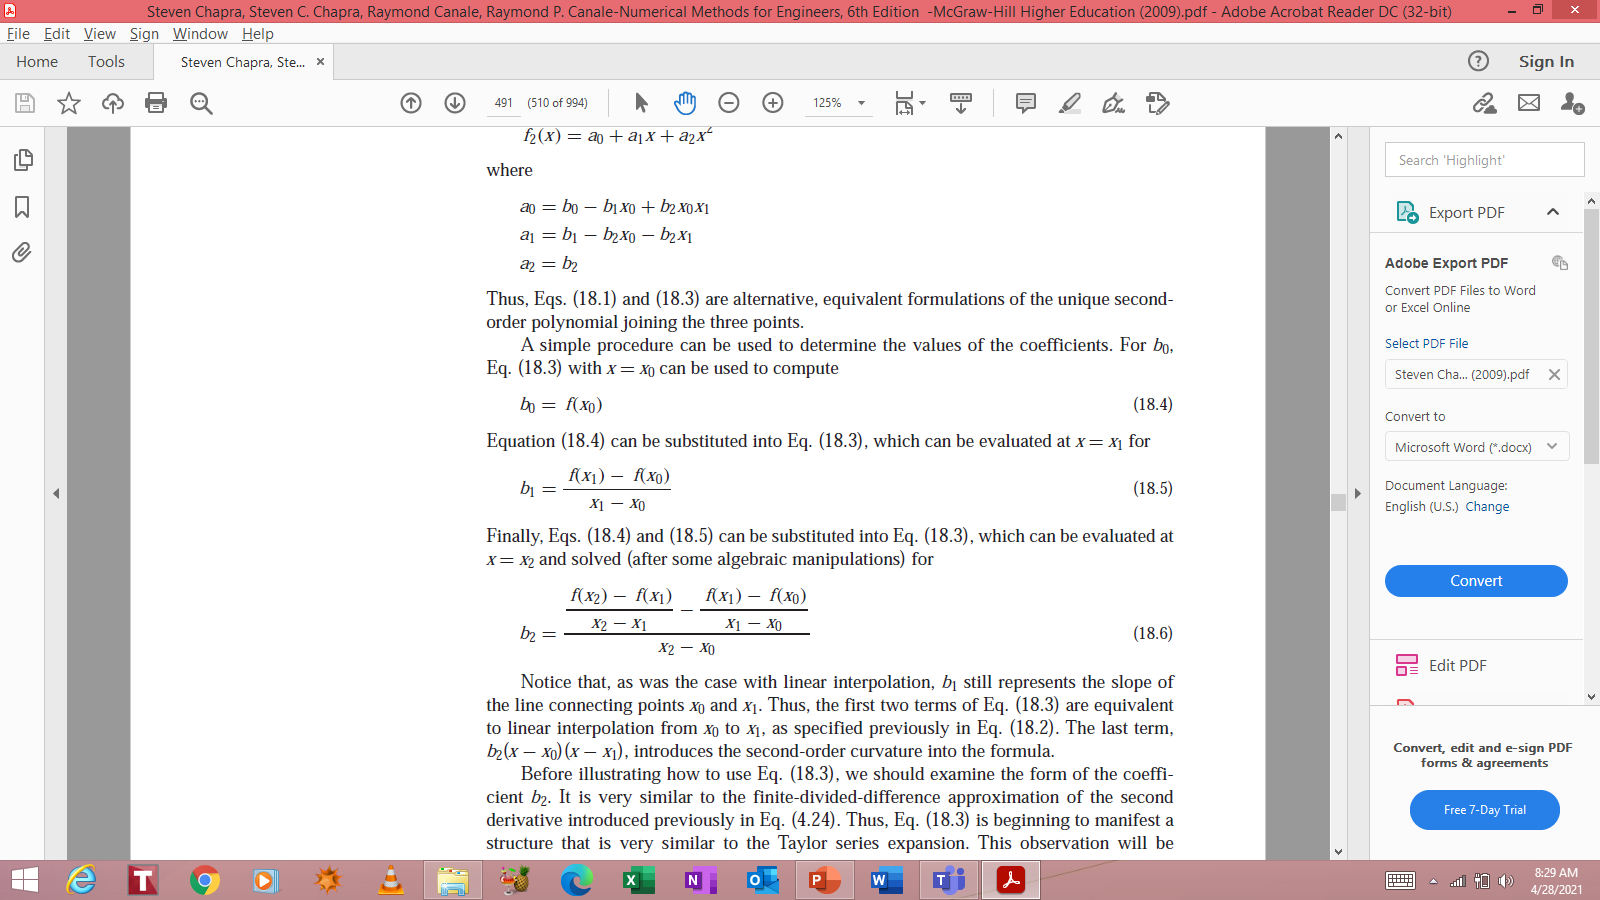 Steven Chapra, Steven C. Chapra, Raymond Canale, Raymond P. Canale-Numerical Methods for Engineers, 6th Edition -McGraw-Hill Higher Education (2009).pdf - Adobe Acrobat Reader DC (32-bit)
File Edit View Sign Window Help
Home Tools Steven Chapra, Ste... × ? Sign In
491 (510 of 994) 125%
f₂(x) = a₀ + a₁x + a₂x²
where
a₀ = b₀ − b₁x₀ + b₂x₀x₁
a₁ = b₁ − b₂x₀ − b₂x₁
a₂ = b₂
Thus, Eqs. (18.1) and (18.3) are alternative, equivalent formulations of the unique second-
order polynomial joining the three points.
A simple procedure can be used to determine the values of the coefficients. For b₀,
Eq. (18.3) with x = x₀ can be used to compute
b₀ = f(x₀) (18.4)
Equation (18.4) can be substituted into Eq. (18.3), which can be evaluated at x = x₁ for
f(x₁) − f(x₀)
b₁ = (18.5)
x₁ − x₀
Finally, Eqs. (18.4) and (18.5) can be substituted into Eq. (18.3), which can be evaluated at
x = x₂ and solved (after some algebraic manipulations) for
f(x₂) − f(x₁) f(x₁) − f(x₀)
−
x₂ − x₁ x₁ − x₀
b₂ = (18.6)
x₂ − x₀
Notice that, as was the case with linear interpolation, b₁ still represents the slope of
the line connecting points x₀ and x₁. Thus, the first two terms of Eq. (18.3) are equivalent
to linear interpolation from x₀ to x₁, as specified previously in Eq. (18.2). The last term,
b₂(x − x₀)(x − x₁), introduces the second-order curvature into the formula.
Before illustrating how to use Eq. (18.3), we should examine the form of the coeffi-
cient b₂. It is very similar to the finite-divided-difference approximation of the second
derivative introduced previously in Eq. (4.24). Thus, Eq. (18.3) is beginning to manifest a
structure that is very similar to the Taylor series expansion. This observation will be
Search 'Highlight'
Export PDF
Adobe Export PDF
Convert PDF Files to Word
or Excel Online
Select PDF File
Steven Cha... (2009).pdf
Convert to
Microsoft Word (*.docx)
Document Language:
English (U.S.) Change
Convert
Edit PDF
Convert, edit and e-sign PDF
forms & agreements
Free 7-Day Trial
8:29 AM
4/28/2021